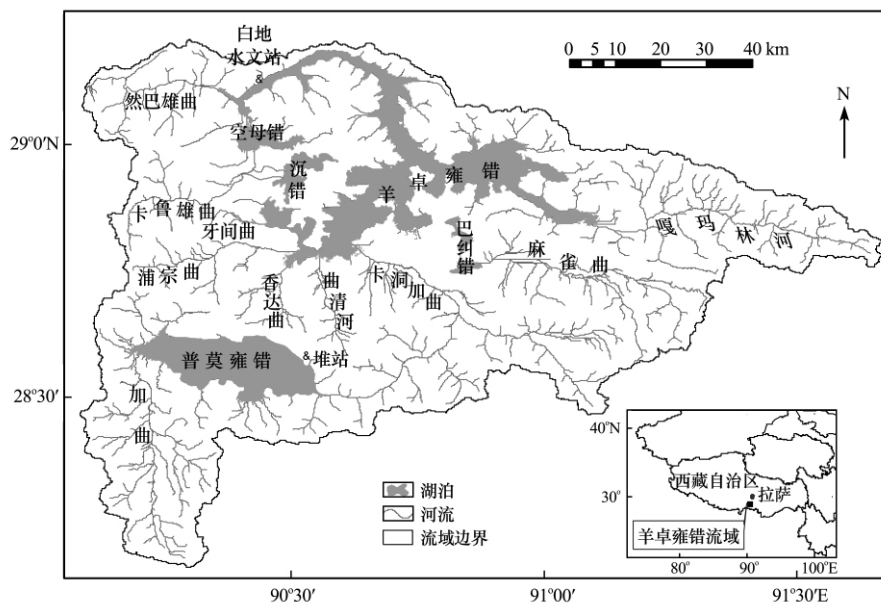 白地
水文站
&
0 5 10 20 30 40 km
然巴雄曲
N
29°0′N
空母错
沉错
羊卓雍错
卡鲁雄曲
牙间曲
巴纠错
嘎玛林河
麻雀曲
浦宗曲
香达曲
曲清河
卡洞加曲
普莫雍错
&堆站
28°30′
加曲
湖泊
河流
流域边界
40°N
西藏自治区
30°
拉萨
羊卓雍错流域
80° 90° 100°E
90°30′ 91°00′ 91°30′E